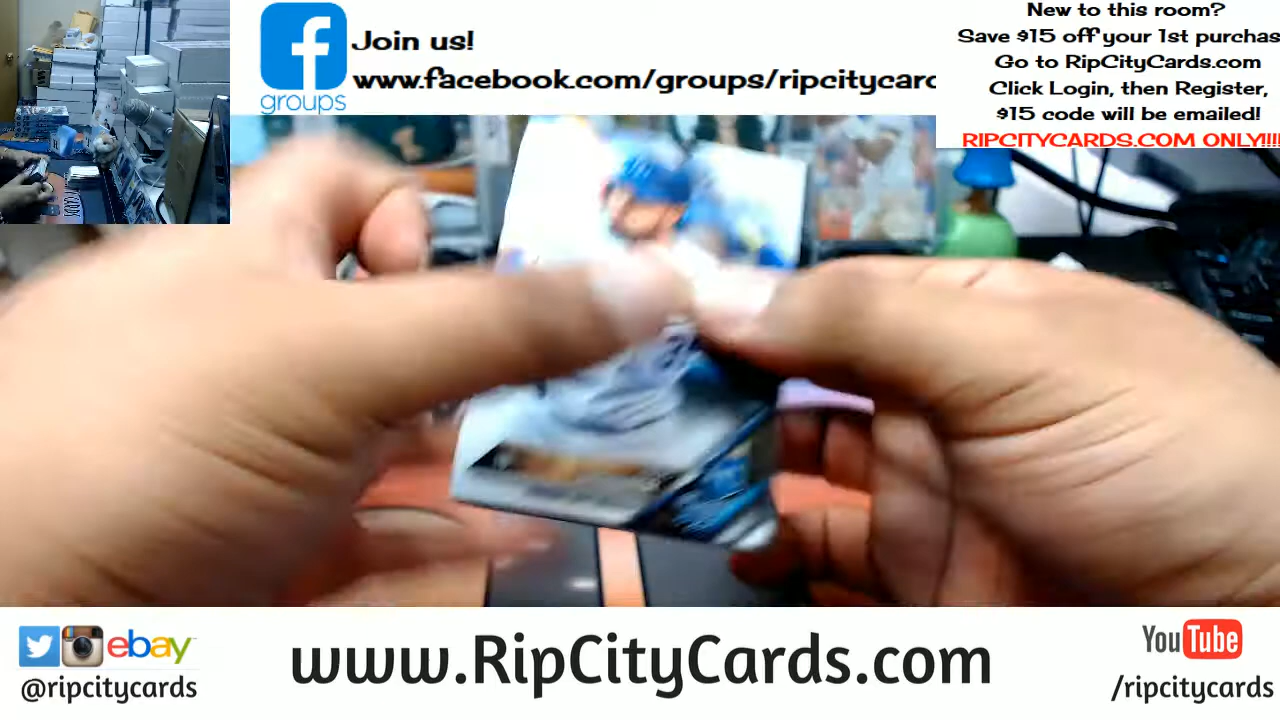 Join us!
www.facebook.com/groups/ripcitycarc
groups
New to this room?
Save $15 off your 1st purchas
Go to RipCityCards.com
Click Login, then Register,
$15 code will be emailed!
RIPCITYCARDS.COM ONLY!!!!
ebay
@ripcitycards
www.RipCityCards.com
YouTube
/ripcitycards